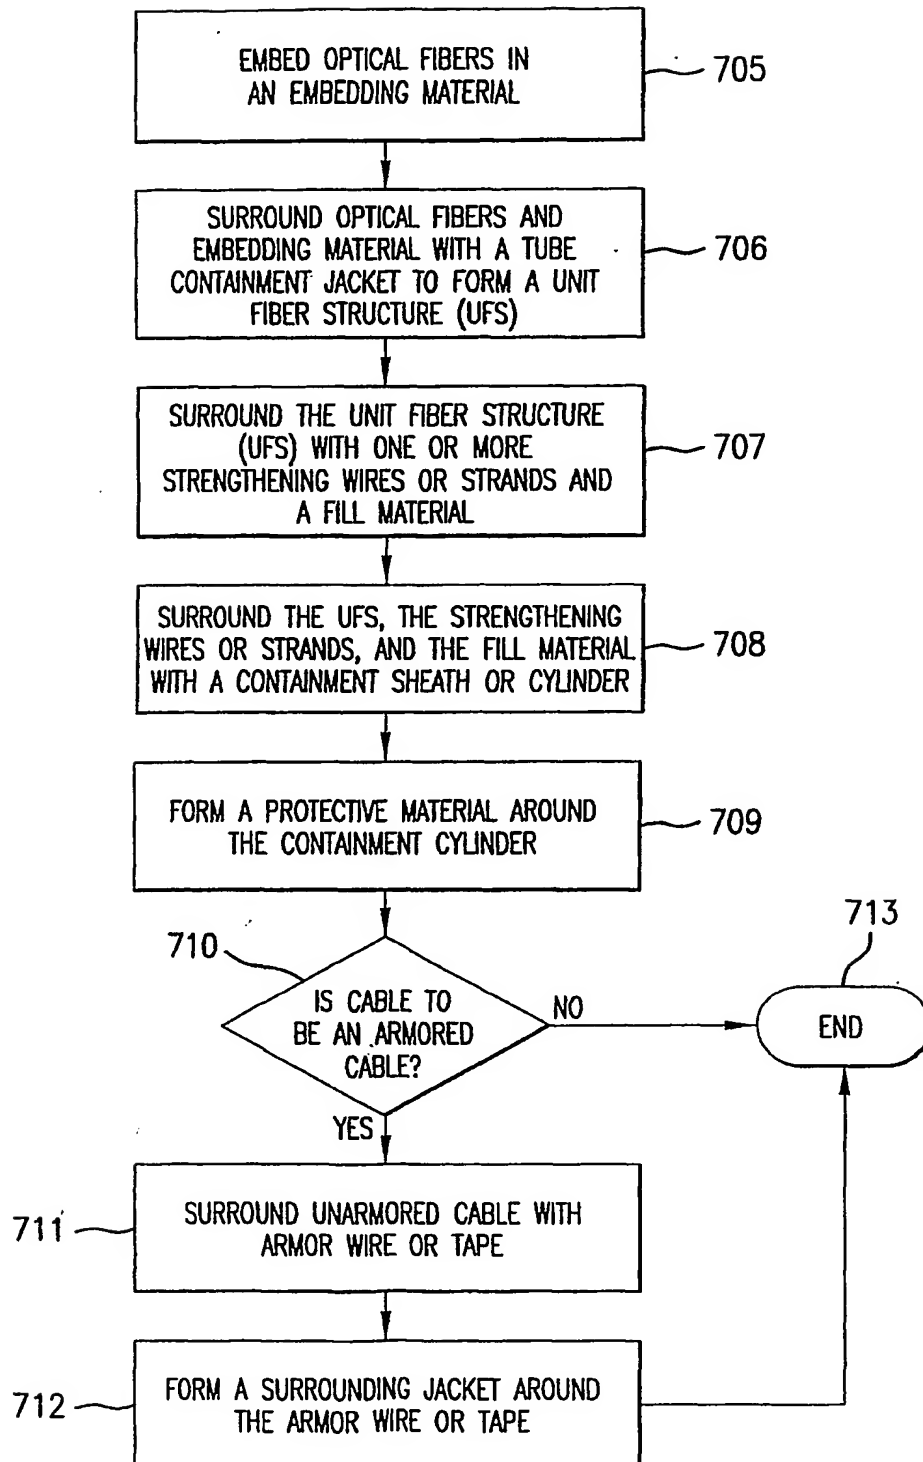 EMBED OPTICAL FIBERS IN
AN EMBEDDING MATERIAL
705
SURROUND OPTICAL FIBERS AND
EMBEDDING MATERIAL WITH A TUBE
CONTAINMENT JACKET TO FORM A UNIT
FIBER STRUCTURE (UFS)
706
SURROUND THE UNIT FIBER STRUCTURE
(UFS) WITH ONE OR MORE
STRENGTHENING WIRES OR STRANDS AND
A FILL MATERIAL
707
SURROUND THE UFS, THE STRENGTHENING
WIRES OR STRANDS, AND THE FILL MATERIAL
WITH A CONTAINMENT SHEATH OR CYLINDER
708
FORM A PROTECTIVE MATERIAL AROUND
THE CONTAINMENT CYLINDER
709
710
IS CABLE TO
BE AN ARMORED
CABLE?
NO
713
END
YES
711
SURROUND UNARMORED CABLE WITH
ARMOR WIRE OR TAPE
712
FORM A SURROUNDING JACKET AROUND
THE ARMOR WIRE OR TAPE